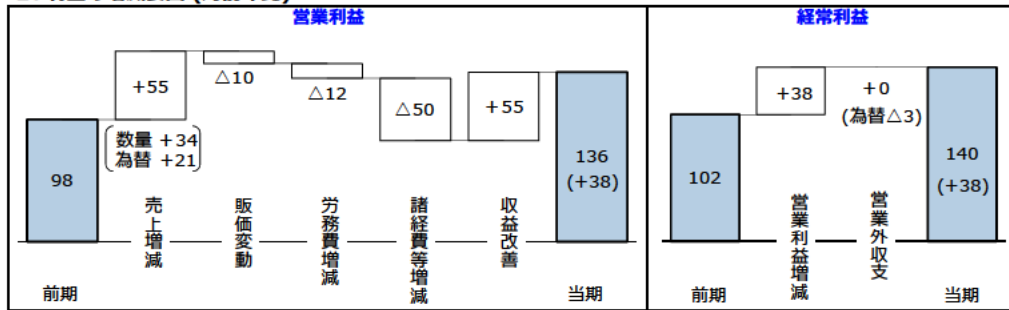 営業利益
経常利益
+55
△10
△12
△50
+55
数量 +34
為替 +21
98
136
(+38)
売上増減
販価変動
労務費増減
諸経費等増減
収益改善
前期
当期
+38
+0
(為替△3)
102
140
(+38)
営業利益増減
営業外収支
前期
当期